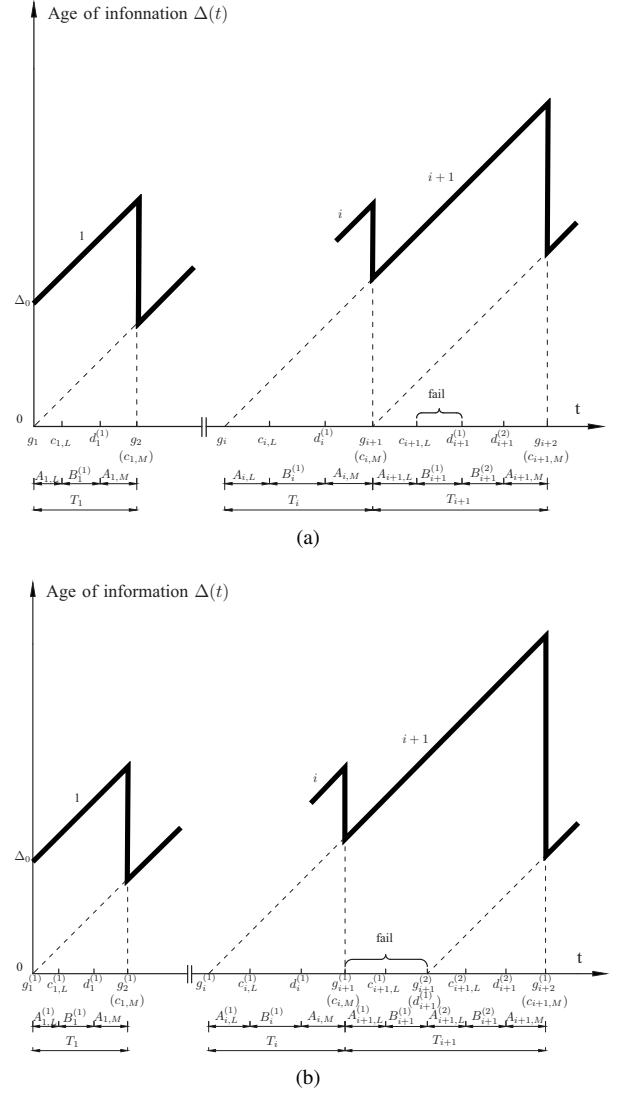 Age of infonnation Δ(t)
i + 1
1
i
Δ₀
fail
0
t
g₁ c₁,L d₁⁽¹⁾ g₂ gᵢ cᵢ,L dᵢ⁽¹⁾ gᵢ₊₁ cᵢ₊₁,L dᵢ₊₁⁽¹⁾ dᵢ₊₁⁽²⁾ gᵢ₊₂
(c₁,M) (cᵢ,M) (cᵢ₊₁,M)
A₁,L B₁⁽¹⁾ A₁,M Aᵢ,L Bᵢ⁽¹⁾ Aᵢ,M Aᵢ₊₁,L Bᵢ₊₁⁽¹⁾ Bᵢ₊₁⁽²⁾ Aᵢ₊₁,M
T₁ Tᵢ Tᵢ₊₁
(a)
Age of information Δ(t)
i + 1
1
i
Δ₀
fail
0
t
g₁⁽¹⁾ c₁,L⁽¹⁾ d₁⁽¹⁾ g₂⁽¹⁾ gᵢ⁽¹⁾ cᵢ,L⁽¹⁾ dᵢ⁽¹⁾ gᵢ₊₁⁽¹⁾ cᵢ₊₁,L⁽¹⁾ gᵢ₊₁⁽²⁾ cᵢ₊₁,L⁽²⁾ dᵢ₊₁⁽²⁾ gᵢ₊₂⁽¹⁾
(c₁,M) (cᵢ,M) (dᵢ₊₁⁽¹⁾) (cᵢ₊₁,M)
A₁,L⁽¹⁾ B₁⁽¹⁾ A₁,M Aᵢ,L⁽¹⁾ Bᵢ⁽¹⁾ Aᵢ,M Aᵢ₊₁,L⁽¹⁾ Bᵢ₊₁⁽¹⁾ Aᵢ₊₁,L⁽²⁾ Bᵢ₊₁⁽²⁾ Aᵢ₊₁,M
T₁ Tᵢ Tᵢ₊₁
(b)